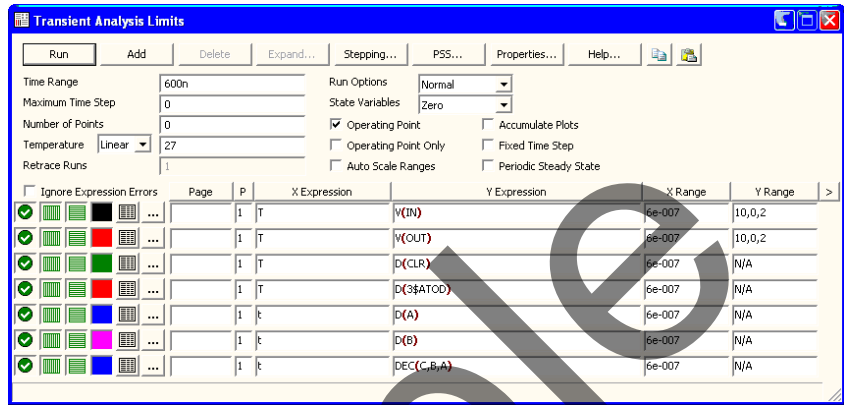 Transient Analysis Limits
Run Add Delete Expand... Stepping... PSS... Properties... Help...
Time Range 600n Run Options Normal
Maximum Time Step 0 State Variables Zero
Number of Points 0 Operating Point Accumulate Plots
Temperature Linear 27 Operating Point Only Fixed Time Step
Retrace Runs 1 Auto Scale Ranges Periodic Steady State
Ignore Expression Errors Page P X Expression Y Expression X Range Y Range >
... 1 T V(IN) 6e-007 10,0,2
... 1 T V(OUT) 6e-007 10,0,2
... 1 T D(CLR) 6e-007 N/A
... 1 T D(3$ATOD) 6e-007 N/A
... 1 t D(A) 6e-007 N/A
... 1 t D(B) 6e-007 N/A
... 1 t DEC(C,B,A) 6e-007 N/A